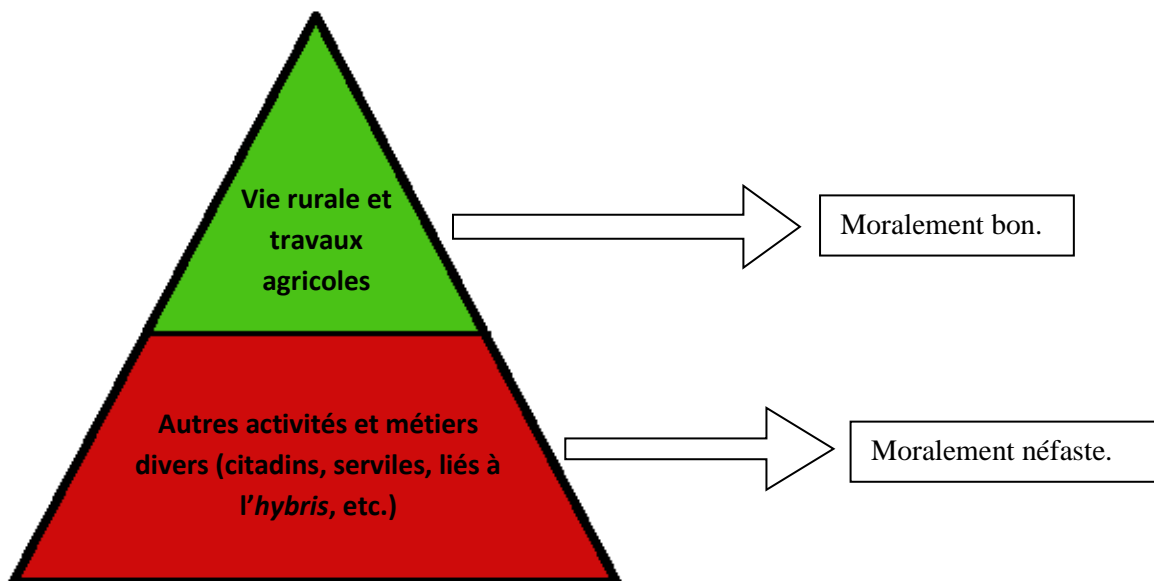 Vie rurale et
travaux
agricoles
Moralement bon.
Autres activités et métiers
divers (citadins, serviles, liés à
l’hybris, etc.)
Moralement néfaste.